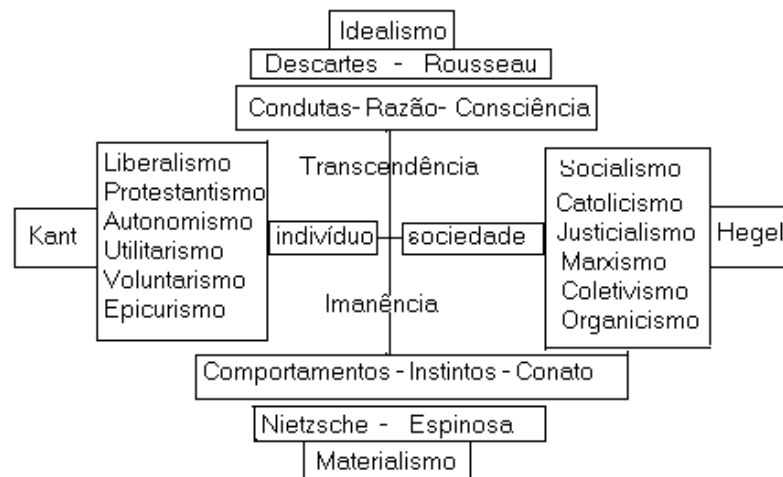 Idealismo
Descartes - Rousseau
Condutas- Razão- Consciência
Transcendência
Liberalismo
Protestantismo
Autonomismo
Utilitarismo
Voluntarismo
Epicurismo
Kant
indivíduo
sociedade
Socialismo
Catolicismo
Justicialismo
Marxismo
Coletivismo
Organicismo
Hegel
Imanência
Comportamentos - Instintos - Conato
Nietzsche - Espinosa
Materialismo